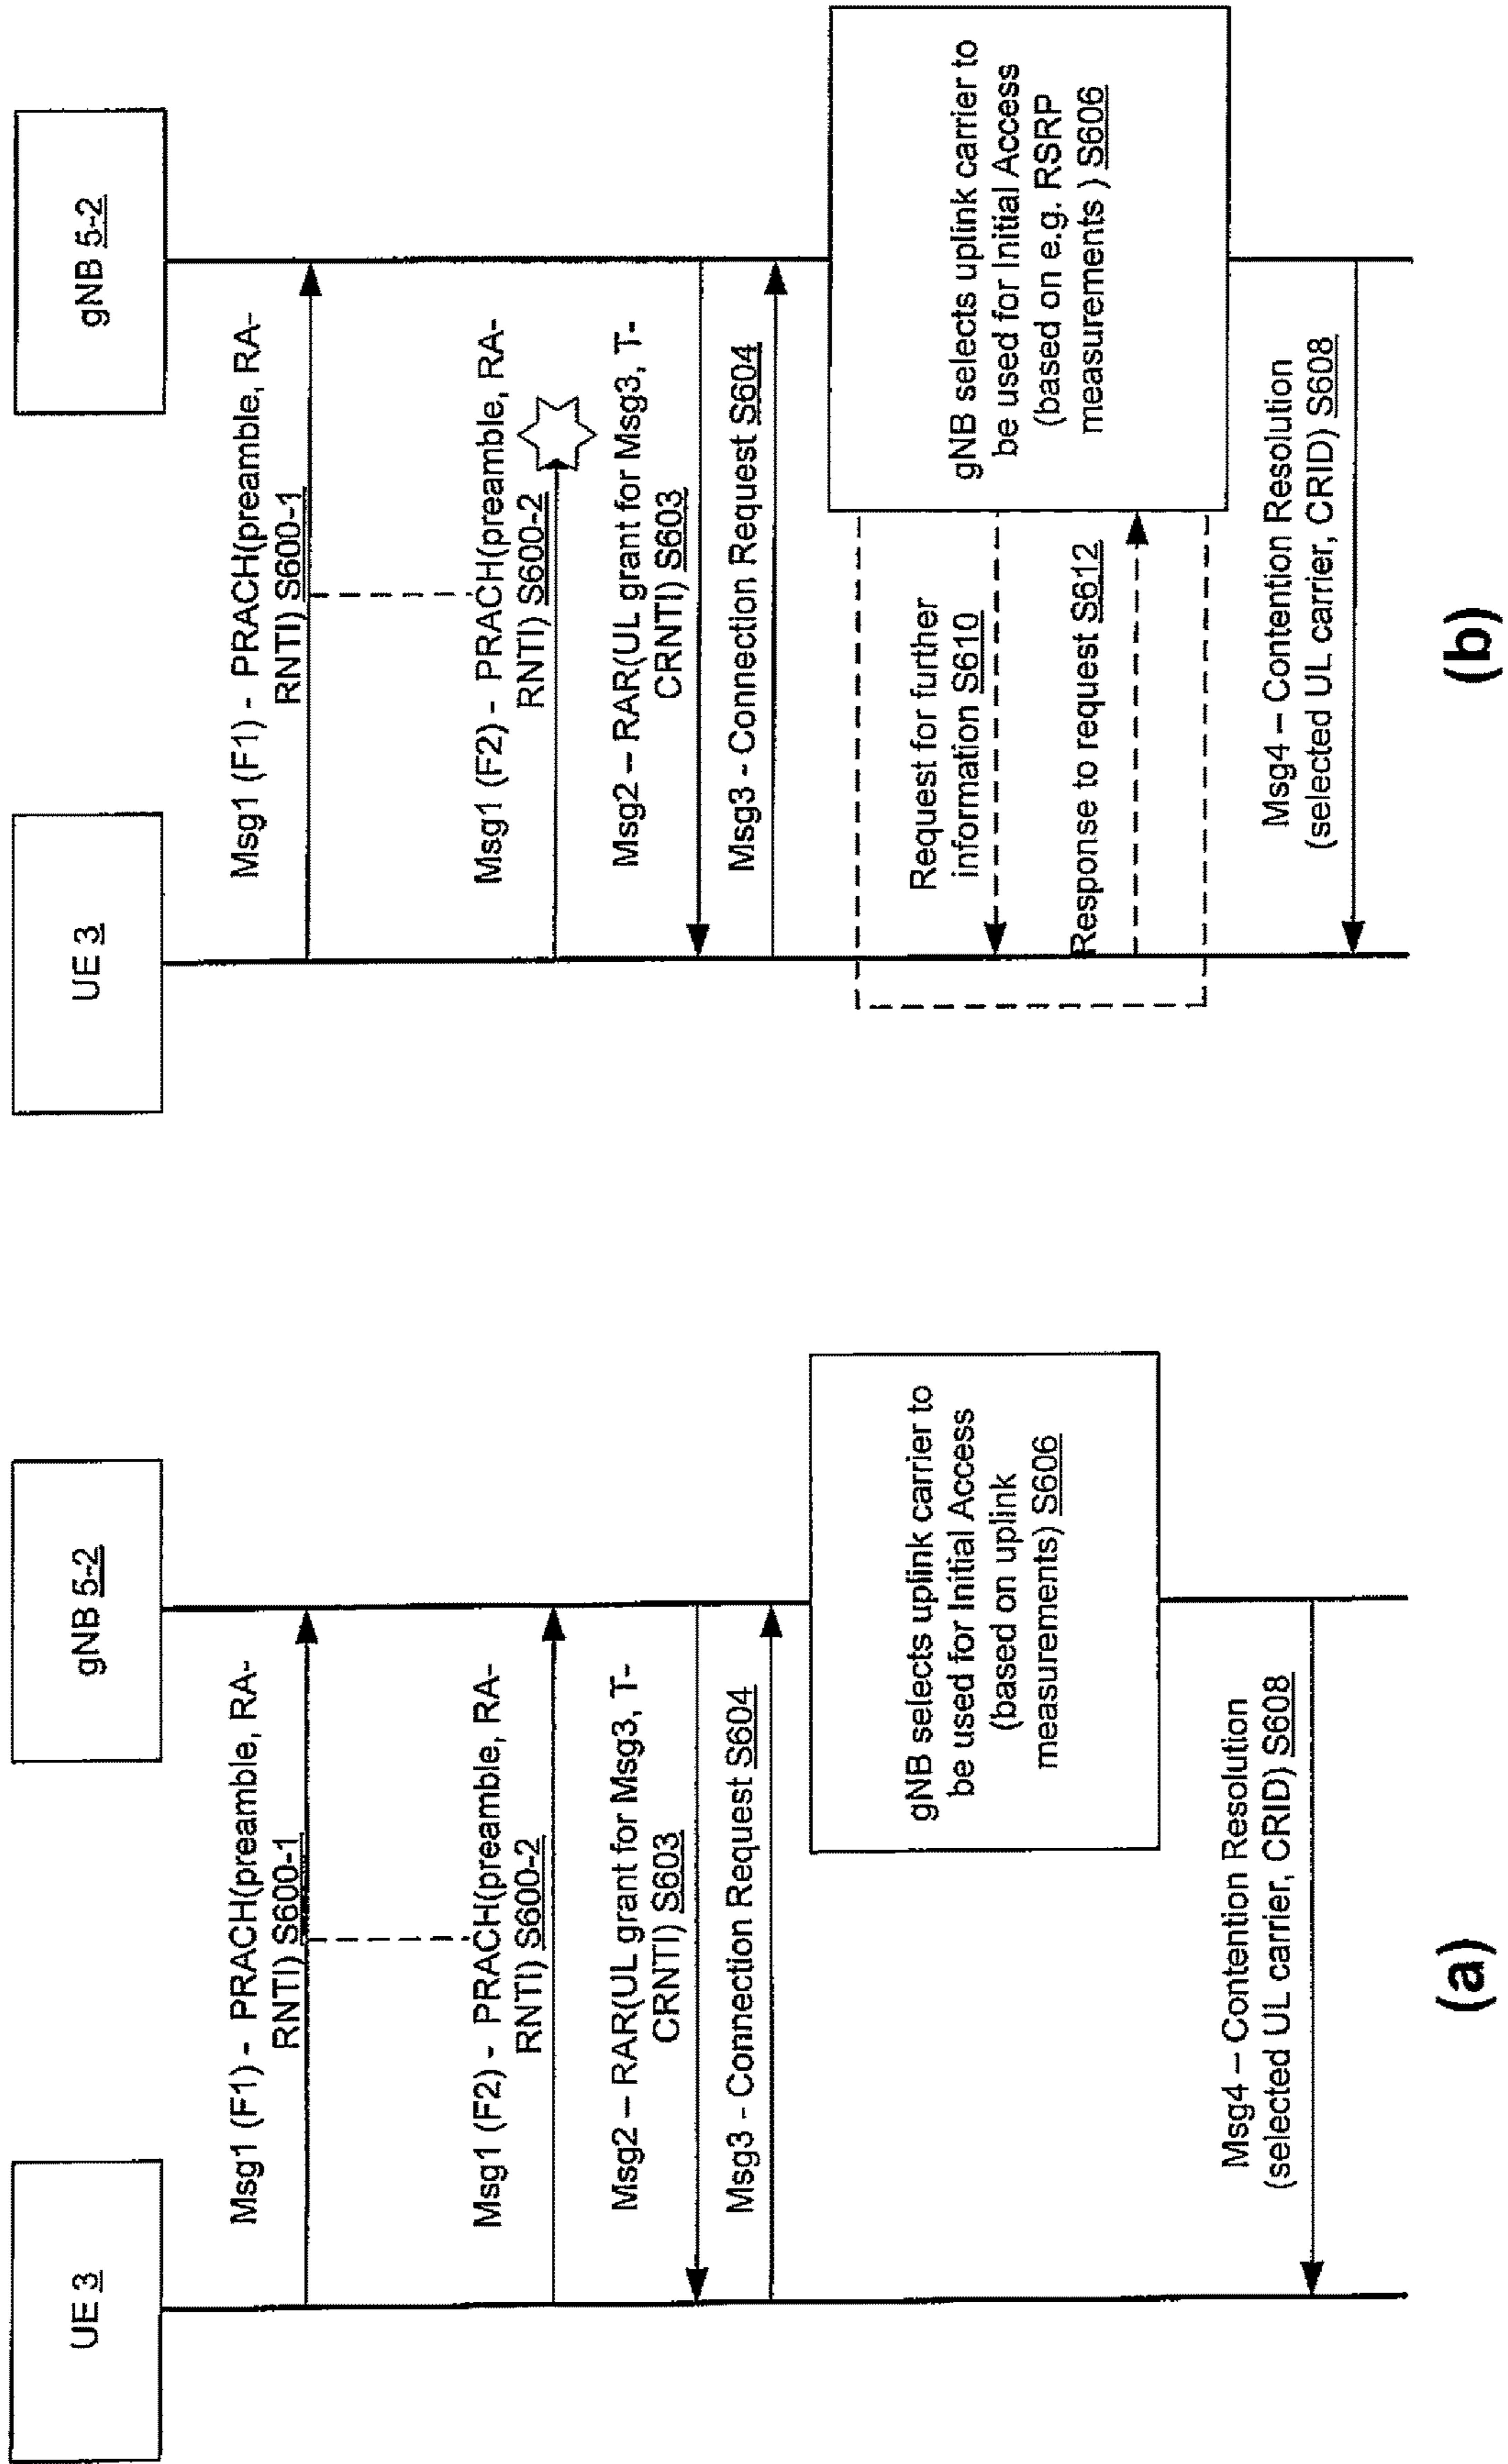 UE 3
gNB 5-2
Msg1 (F1) - PRACH(preamble, RA-
RNTI) S600-1
Msg1 (F2) - PRACH(preamble, RA-
RNTI) S600-2
Msg2 – RAR(UL grant for Msg3, T-
CRNTI) S603
Msg3 - Connection Request S604
gNB selects uplink carrier to
be used for Initial Access
(based on uplink
measurements) S606
Msg4 – Contention Resolution
(selected UL carrier, CRID) S608
(a)
UE 3
gNB 5-2
Msg1 (F1) - PRACH(preamble, RA-
RNTI) S600-1
Msg1 (F2) - PRACH(preamble, RA-
RNTI) S600-2
Msg2 – RAR(UL grant for Msg3, T-
CRNTI) S603
Msg3 - Connection Request S604
gNB selects uplink carrier to
be used for Initial Access
(based on e.g. RSRP
measurements ) S606
Request for further
information S610
Response to request S612
Msg4 – Contention Resolution
(selected UL carrier, CRID) S608
(b)